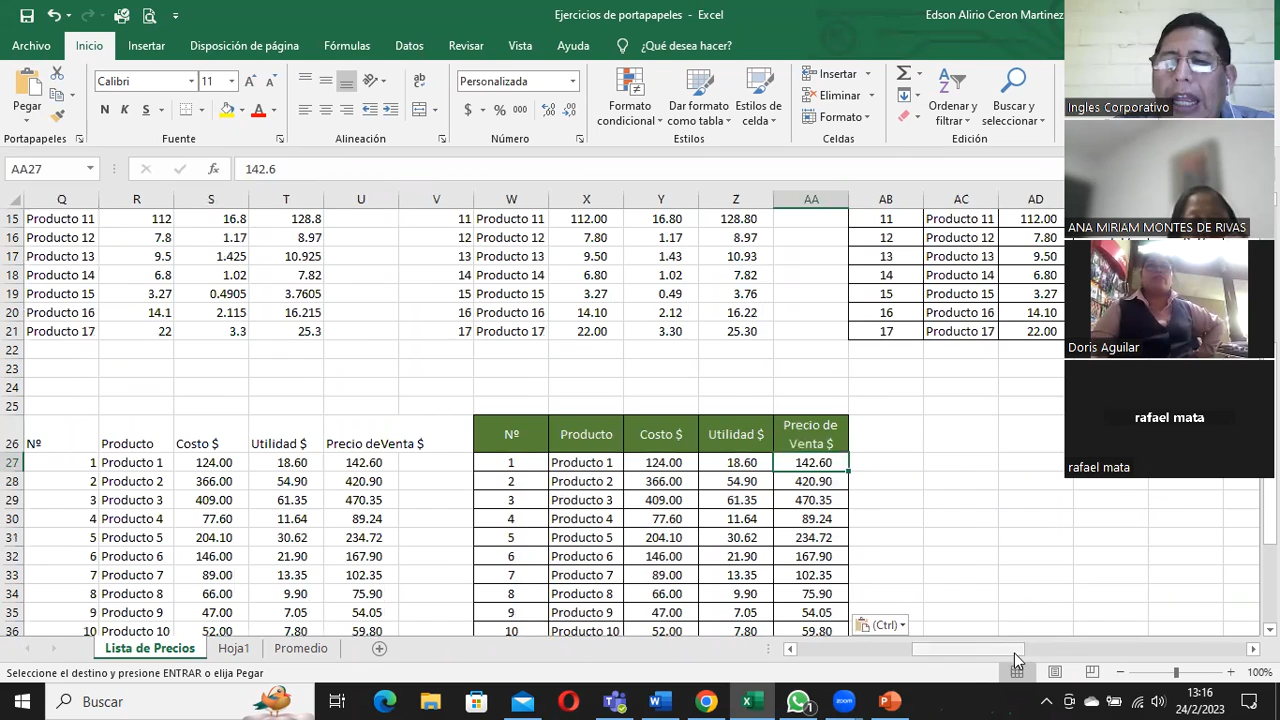 Ejercicios de portapapeles - Excel
Edson Alirio Ceron Martinez
Archivo Inicio Insertar Disposición de página Fórmulas Datos Revisar Vista Ayuda ¿Qué desea hacer?
Pegar
Calibri 11
N K S
Personalizada
$ % 000
Formato condicional
Dar formato como tabla
Estilos de celda
Insertar
Eliminar
Formato
Ordenar y filtrar
Buscar y seleccionar
Portapapeles Fuente Alineación Número Estilos Celdas Edición
AA27 fx 142.6
Q R S T U V W X Y Z AA AB AC AD
15 Producto 11 112 16.8 128.8 11 Producto 11 112.00 16.80 128.80 11 Producto 11 112.00
16 Producto 12 7.8 1.17 8.97 12 Producto 12 7.80 1.17 8.97 12 Producto 12 7.80
17 Producto 13 9.5 1.425 10.925 13 Producto 13 9.50 1.43 10.93 13 Producto 13 9.50
18 Producto 14 6.8 1.02 7.82 14 Producto 14 6.80 1.02 7.82 14 Producto 14 6.80
19 Producto 15 3.27 0.4905 3.7605 15 Producto 15 3.27 0.49 3.76 15 Producto 15 3.27
20 Producto 16 14.1 2.115 16.215 16 Producto 16 14.10 2.12 16.22 16 Producto 16 14.10
21 Producto 17 22 3.3 25.3 17 Producto 17 22.00 3.30 25.30 17 Producto 17 22.00
22
23
24
25
26 Nº Producto Costo $ Utilidad $ Precio deVenta $ Nº Producto Costo $ Utilidad $ Precio de Venta $
27 1 Producto 1 124.00 18.60 142.60 1 Producto 1 124.00 18.60 142.60
28 2 Producto 2 366.00 54.90 420.90 2 Producto 2 366.00 54.90 420.90
29 3 Producto 3 409.00 61.35 470.35 3 Producto 3 409.00 61.35 470.35
30 4 Producto 4 77.60 11.64 89.24 4 Producto 4 77.60 11.64 89.24
31 5 Producto 5 204.10 30.62 234.72 5 Producto 5 204.10 30.62 234.72
32 6 Producto 6 146.00 21.90 167.90 6 Producto 6 146.00 21.90 167.90
33 7 Producto 7 89.00 13.35 102.35 7 Producto 7 89.00 13.35 102.35
34 8 Producto 8 66.00 9.90 75.90 8 Producto 8 66.00 9.90 75.90
35 9 Producto 9 47.00 7.05 54.05 9 Producto 9 47.00 7.05 54.05
36 10 Producto 10 52.00 7.80 59.80 10 Producto 10 52.00 7.80 59.80
(Ctrl)
Lista de Precios Hoja1 Promedio
Seleccione el destino y presione ENTRAR o elija Pegar
100%
Buscar
zoom
1
13:16
24/2/2023
Ingles Corporativo
ANA MIRIAM MONTES DE RIVAS
Doris Aguilar
rafael mata
rafael mata